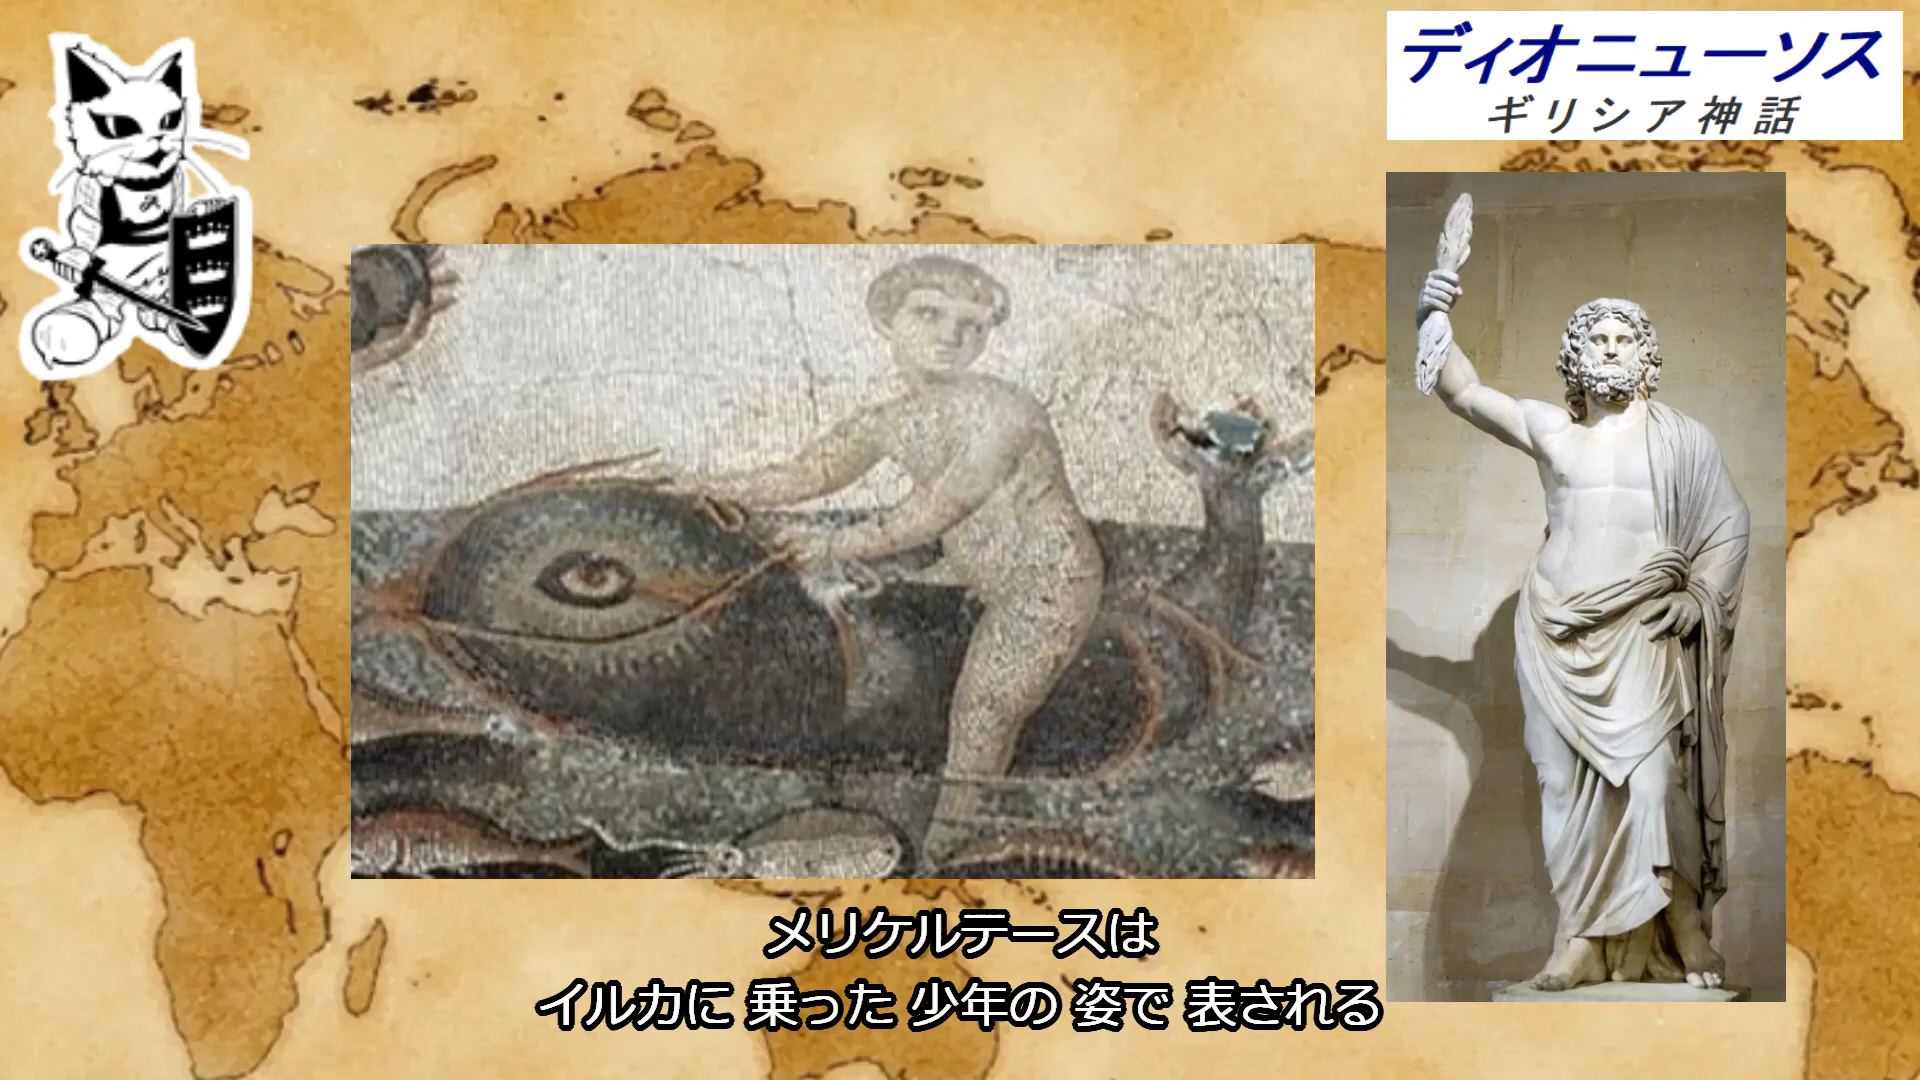 ディオニューソス
ギリシア神話
メリケルテースは
イルカに 乗った 少年の 姿で 表される